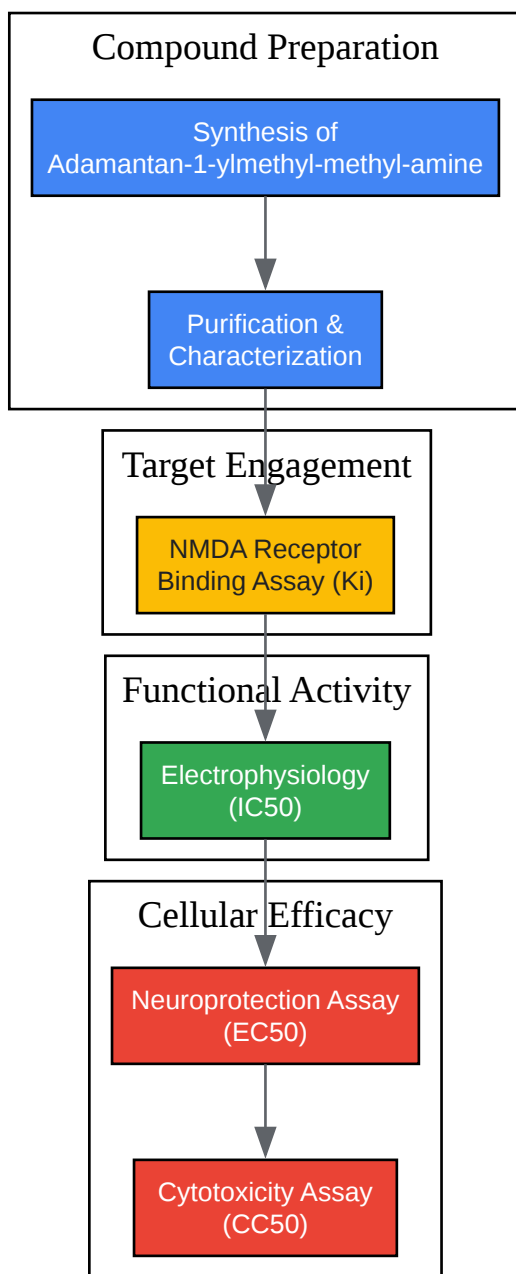 Compound Preparation
Synthesis of
Adamantan-1-ylmethyl-methyl-amine
Purification &
Characterization
Target Engagement
NMDA Receptor
Binding Assay (Ki)
Functional Activity
Electrophysiology
(IC50)
Cellular Efficacy
Neuroprotection Assay
(EC50)
Cytotoxicity Assay
(CC50)